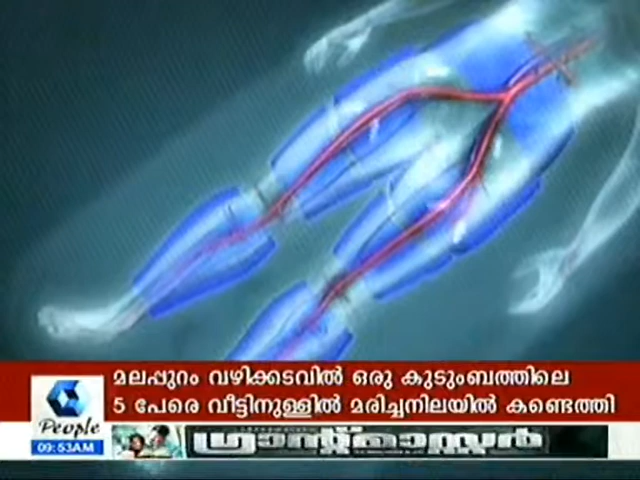 മലപ്പുറം വഴിക്കടവിൽ ഒരു കുടുംബത്തിലെ
5 പേരെ വീട്ടിനുള്ളിൽ മരിച്ചനിലയിൽ കണ്ടെത്തി
People
09:53AM
ഗ്രാന്റ്മാസ്റ്റർ